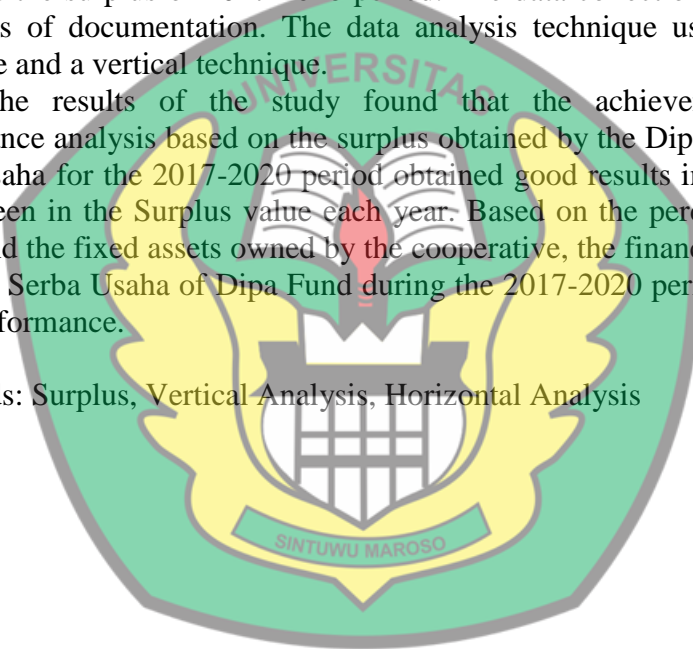 s of documentation. The data analysis technique us
e and a vertical technique.
he results of the study found that the achieve
ance analysis based on the surplus obtained by the Dip
saha for the 2017-2020 period obtained good results in
een in the Surplus value each year. Based on the per
d the fixed assets owned by the cooperative, the financ
Serba Usaha of Dipa Fund during the 2017-2020 per
formance.
s: Surplus, Vertical Analysis, Horizontal Analysis
UNIVERSITAS
SINTUWU MAROSO